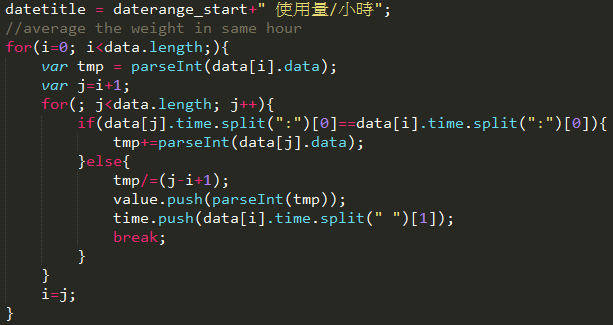 datetitle = daterange_start+" 使用量/小時";
//average the weight in same hour
for(i=0; i<data.length;){
    var tmp = parseInt(data[i].data);
    var j=i+1;
    for(; j<data.length; j++){
        if(data[j].time.split(":")[0]==data[i].time.split(":")[0]){
            tmp+=parseInt(data[j].data);
        }else{
            tmp/=(j-i+1);
            value.push(parseInt(tmp));
            time.push(data[i].time.split(" ")[1]);
            break;
        }
    }
    i=j;
}